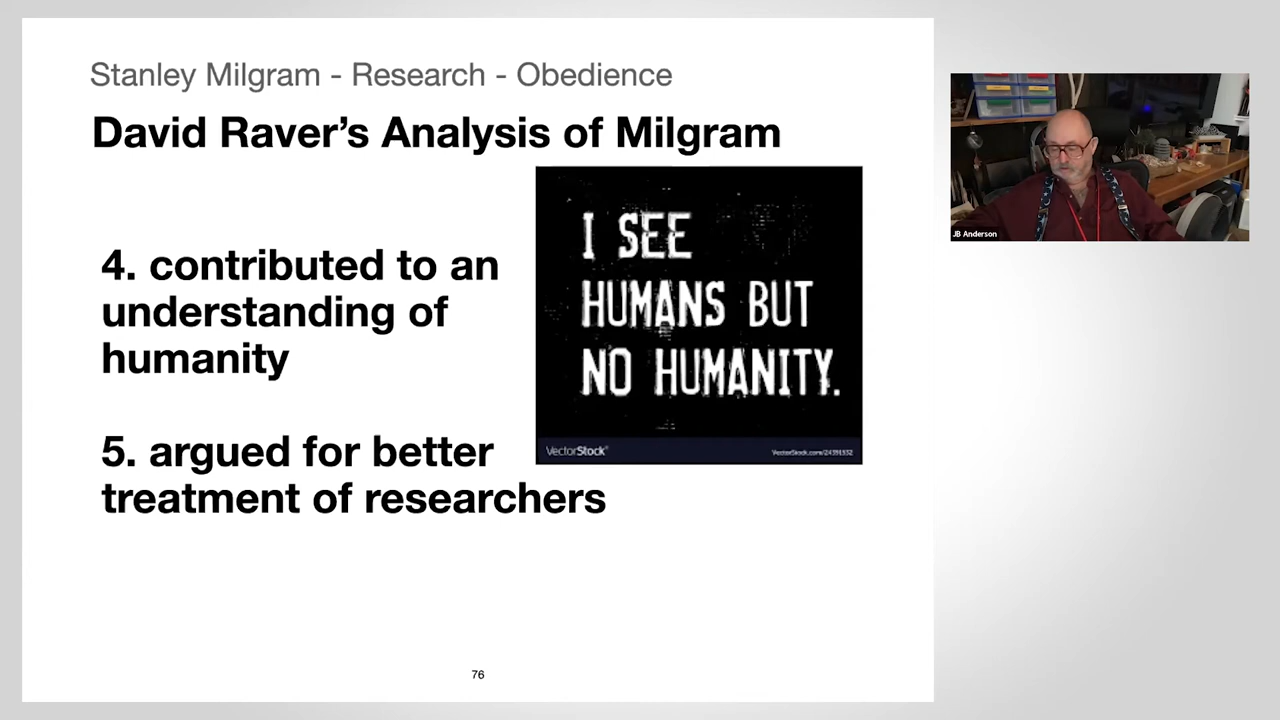 Stanley Milgram - Research - Obedience
David Raver's Analysis of Milgram
4. contributed to an
understanding of
humanity
5. argued for better
treatment of researchers
I SEE
HUMANS BUT
NO HUMANITY.
VectorStock®
VectorStock.com/24391532
76
JB Anderson